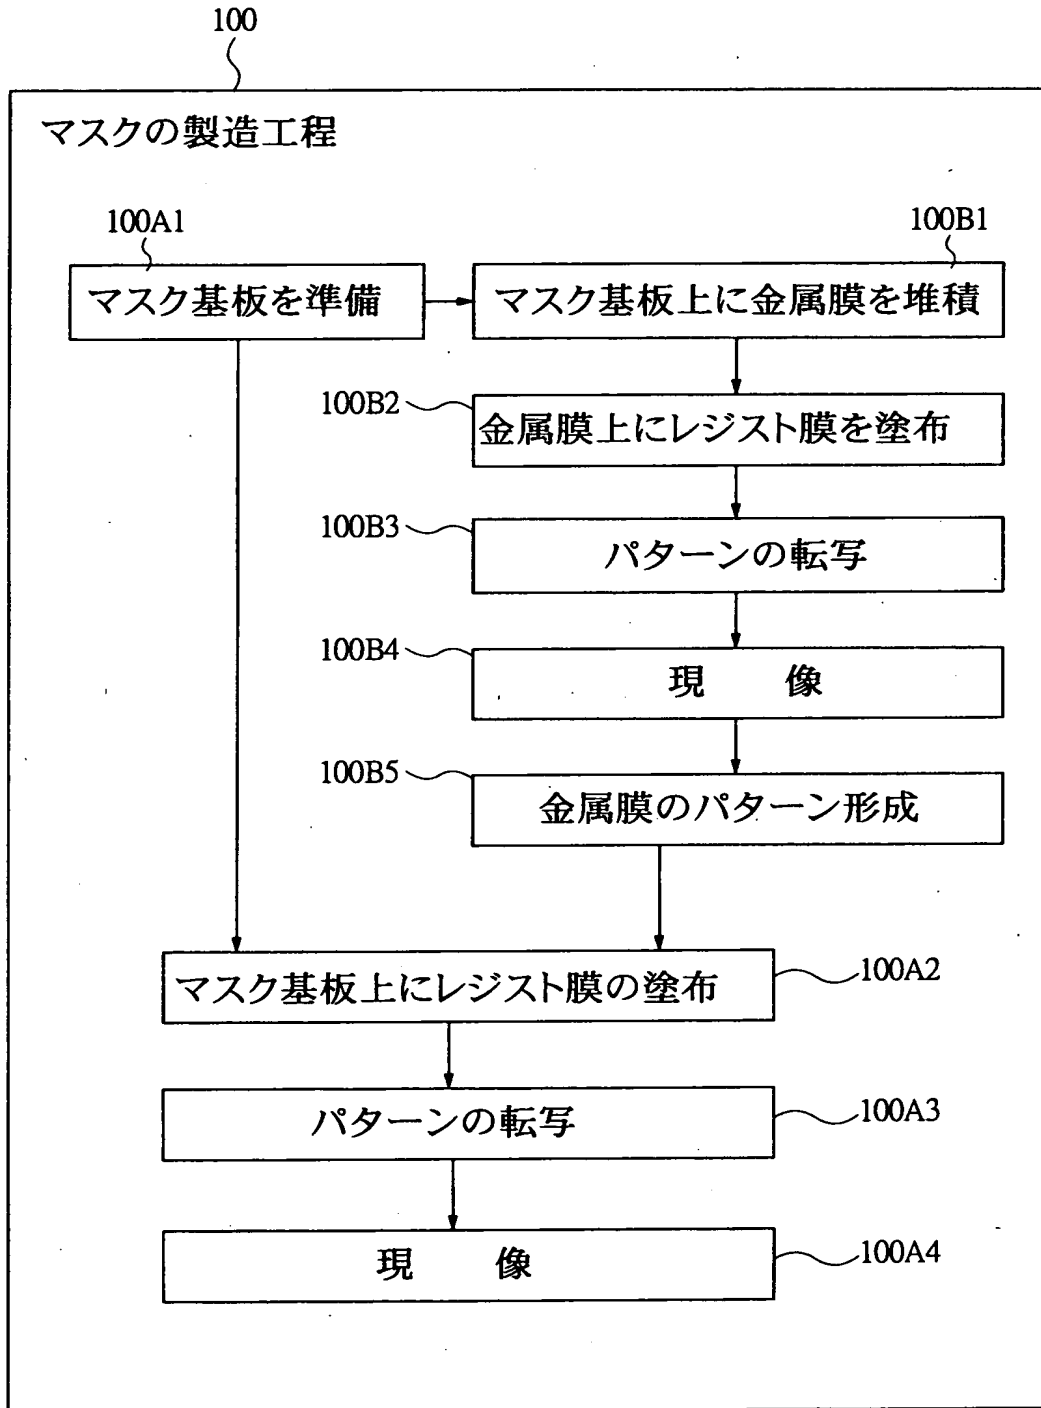 100
マスクの製造工程
100A1
100B1
マスク基板を準備
マスク基板上に金属膜を堆積
100B2
金属膜上にレジスト膜を塗布
100B3
パターンの転写
100B4
現　像
100B5
金属膜のパターン形成
マスク基板上にレジスト膜の塗布
100A2
パターンの転写
100A3
現　像
100A4